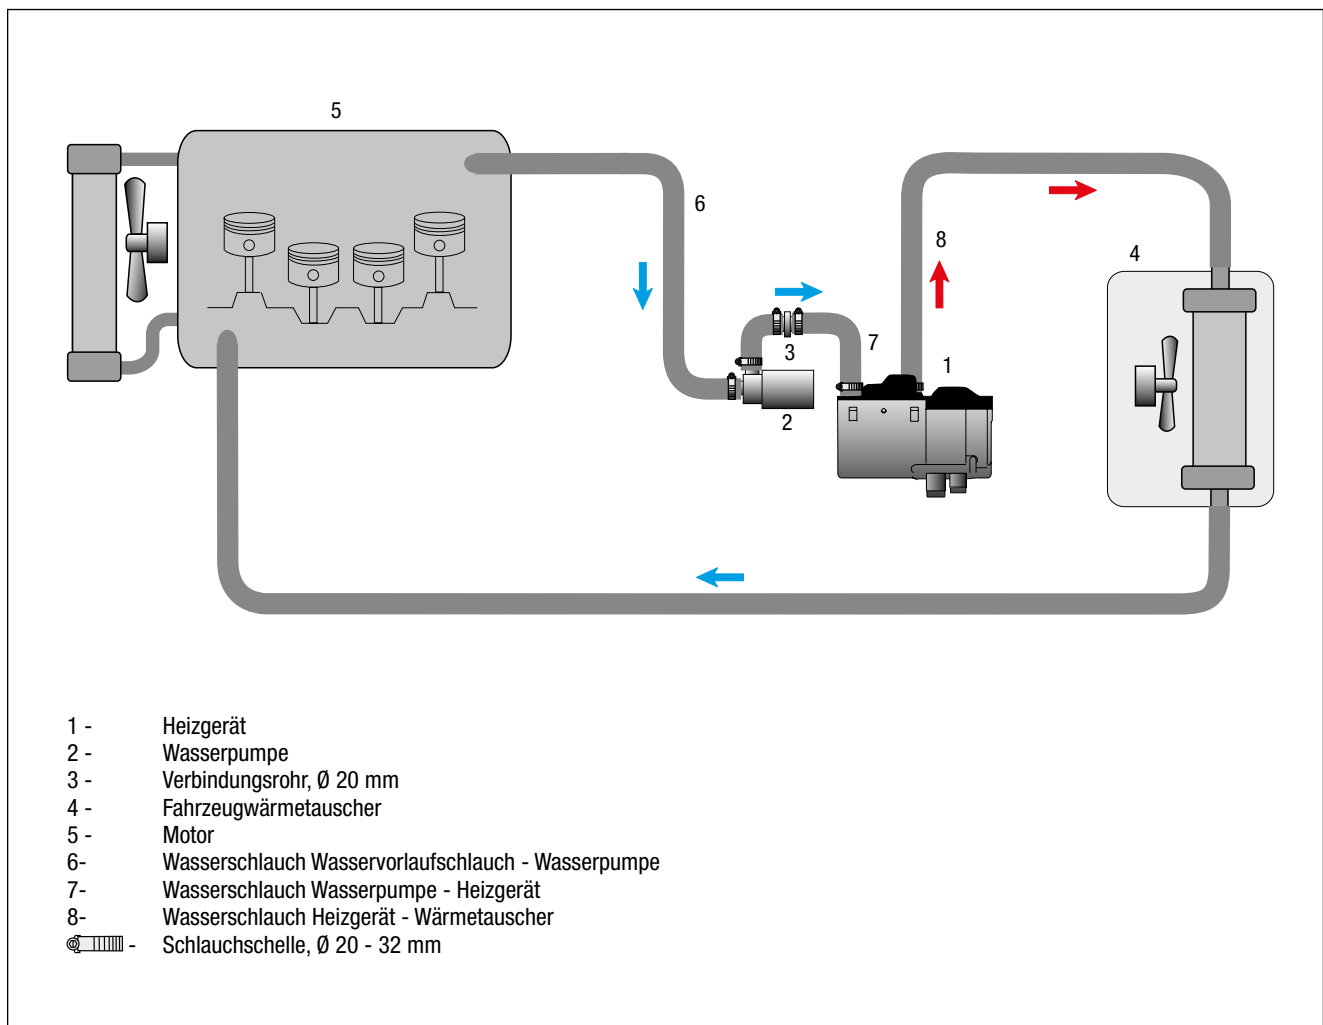 5
6
8
4
3
7
1
2
1 - Heizgerät
2 - Wasserpumpe
3 - Verbindungsrohr, Ø 20 mm
4 - Fahrzeugwärmetauscher
5 - Motor
6- Wasserschlauch Wasservorlaufschlauch - Wasserpumpe
7- Wasserschlauch Wasserpumpe - Heizgerät
8- Wasserschlauch Heizgerät - Wärmetauscher
- Schlauchschelle, Ø 20 - 32 mm